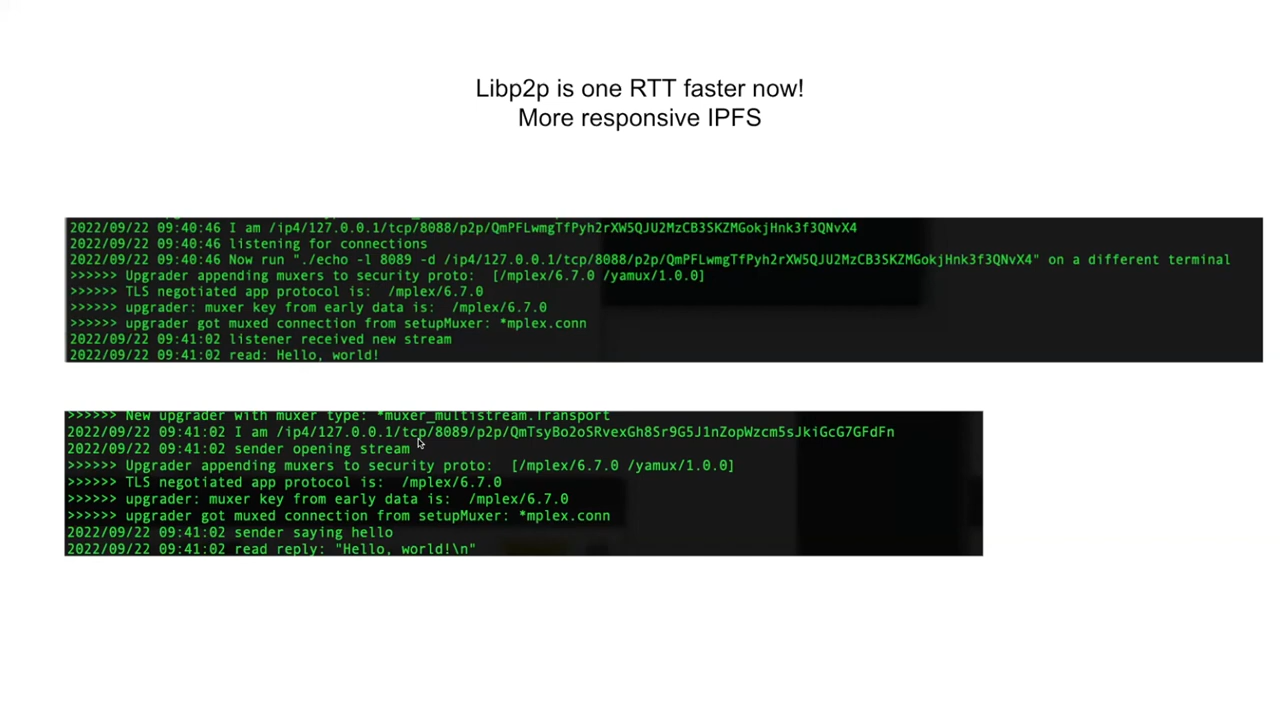 Libp2p is one RTT faster now!
More responsive IPFS
2022/09/22 09:40:46 I am /ip4/127.0.0.1/tcp/8088/p2p/QmPFLwmgTfPyh2rXW5QJU2MzCB3SKZMGokjHnk3f3QNvX4
2022/09/22 09:40:46 listening for connections
2022/09/22 09:40:46 Now run "./echo -l 8089 -d /ip4/127.0.0.1/tcp/8088/p2p/QmPFLwmgTfPyh2rXW5QJU2MzCB3SKZMGokjHnk3f3QNvX4" on a different terminal
>>>>>> Upgrader appending muxers to security proto:  [/mplex/6.7.0 /yamux/1.0.0]
>>>>>> TLS negotiated app protocol is:  /mplex/6.7.0
>>>>>> upgrader: muxer key from early data is:  /mplex/6.7.0
>>>>>> upgrader got muxed connection from setupMuxer: *mplex.conn
2022/09/22 09:41:02 listener received new stream
2022/09/22 09:41:02 read: Hello, world!
>>>>>> New upgrader with muxer type: *muxer_multistream.Transport
2022/09/22 09:41:02 I am /ip4/127.0.0.1/tcp/8089/p2p/QmTsyBo2oSRvexGh8Sr9G5J1nZopWzcm5sJkiGcG7GFdFn
2022/09/22 09:41:02 sender opening stream
>>>>>> Upgrader appending muxers to security proto:  [/mplex/6.7.0 /yamux/1.0.0]
>>>>>> TLS negotiated app protocol is:  /mplex/6.7.0
>>>>>> upgrader: muxer key from early data is:  /mplex/6.7.0
>>>>>> upgrader got muxed connection from setupMuxer: *mplex.conn
2022/09/22 09:41:02 sender saying hello
2022/09/22 09:41:02 read reply: "Hello, world!\n"